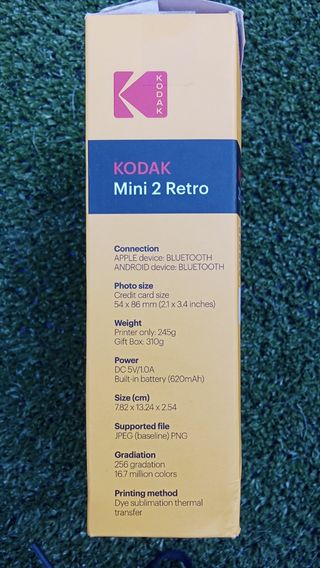 KODAK
KODAK
Mini 2 Retro
Connection
APPLE device: BLUETOOTH
ANDROID device: BLUETOOTH
Photo size
Credit card size
54 x 86 mm (2.1 x 3.4 inches)
Weight
Printer only: 245g
Gift Box: 310g
Power
DC 5V/1.0A
Built-in battery (620mAh)
Size (cm)
7.82 x 13.24 x 2.54
Supported file
JPEG (baseline) PNG
Gradiation
256 gradation
16.7 million colors
Printing method
Dye sublimation thermal
transfer